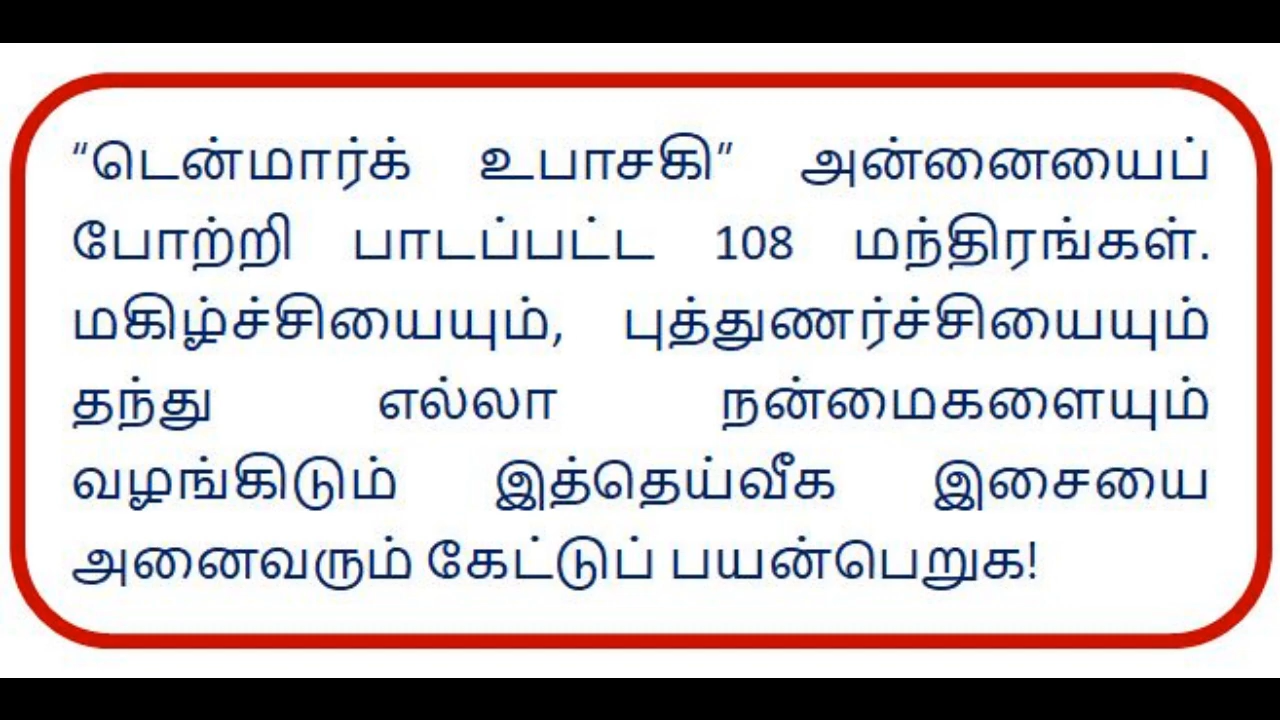 “டென்மார்க் உபாசகி” அன்னையைப்
போற்றி பாடப்பட்ட 108 மந்திரங்கள்.
மகிழ்ச்சியையும், புத்துணர்ச்சியையும்
தந்து எல்லா நன்மைகளையும்
வழங்கிடும் இத்தெய்வீக இசையை
அனைவரும் கேட்டுப் பயன்பெறுக!